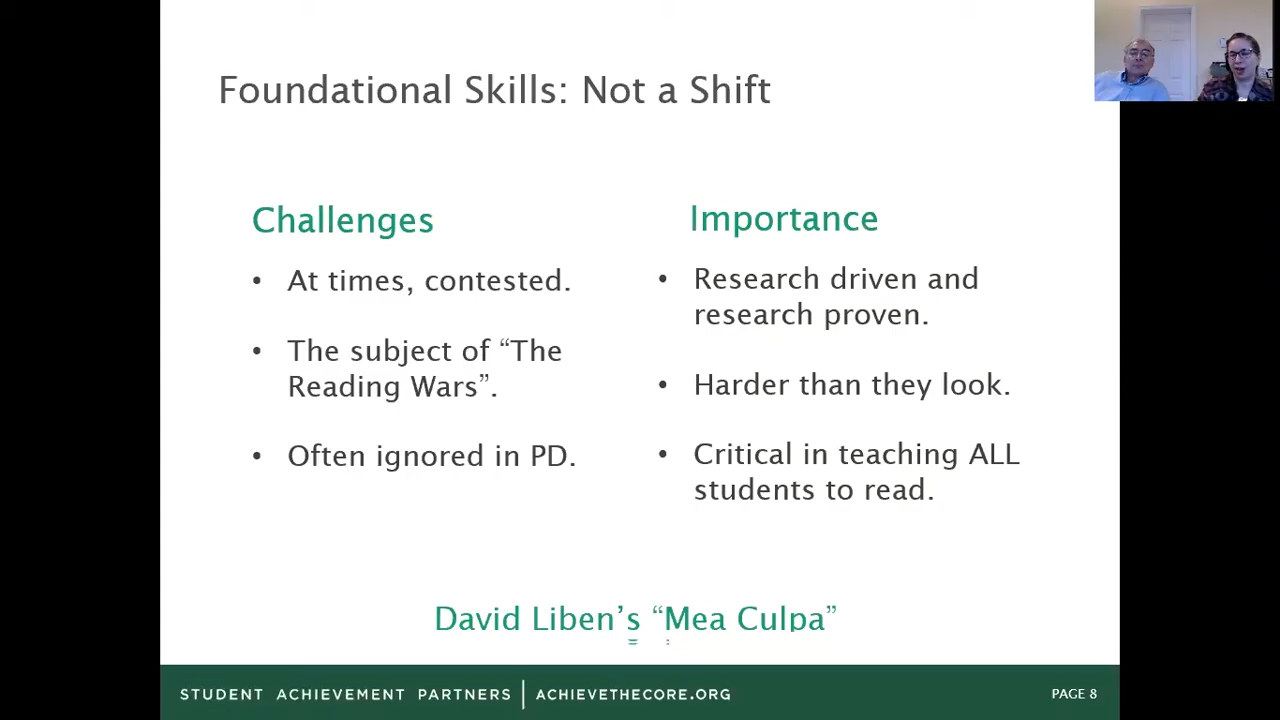 Foundational Skills: Not a Shift
Challenges
• At times, contested.
• The subject of “The
Reading Wars”.
• Often ignored in PD.
Importance
• Research driven and
research proven.
• Harder than they look.
• Critical in teaching ALL
students to read.
David Liben’s “Mea Culpa”
STUDENT ACHIEVEMENT PARTNERS | ACHIEVETHECORE.ORG
PAGE 8